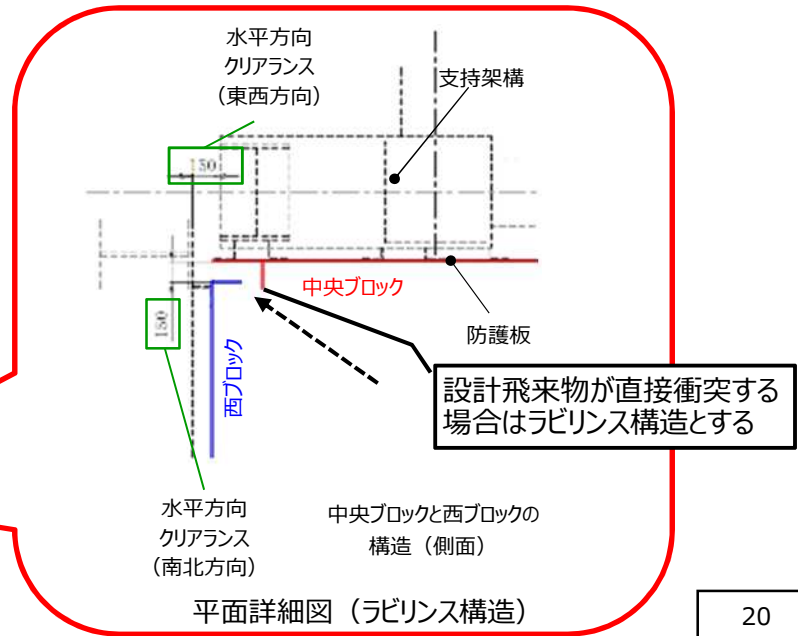 水平方向
クリアランス
（東西方向）
支持架構
150
中央ブロック
150
防護板
西ブロック
設計飛来物が直接衝突する
場合はラビリンス構造とする
水平方向
クリアランス
（南北方向）
中央ブロックと西ブロックの
構造（側面）
平面詳細図（ラビリンス構造）
20